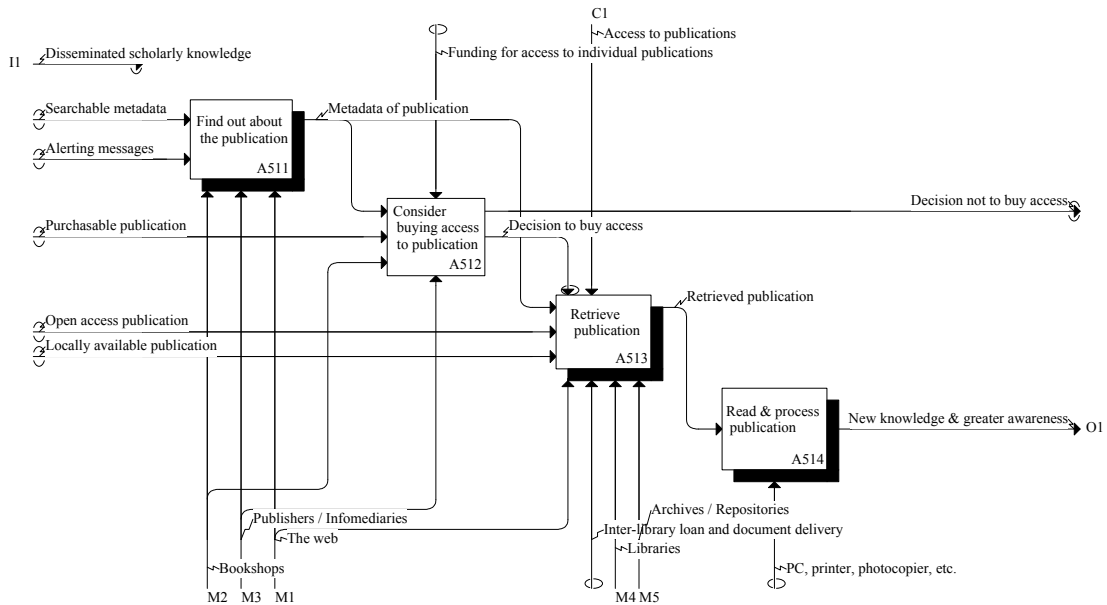 C1
Access to publications
Funding for access to individual publications
I1
Disseminated scholarly knowledge
Searchable metadata
Metadata of publication
Find out about
the publication
A511
Alerting messages
Consider
buying access
to publication
A512
Decision not to buy access
Purchasable publication
Decision to buy access
Retrieved publication
Open access publication
Retrieve
publication
A513
Locally available publication
Read & process
publication
A514
New knowledge & greater awareness
O1
Archives / Repositories
Publishers / Infomediaries
Inter-library loan and document delivery
The web
Libraries
Bookshops
PC, printer, photocopier, etc.
M2 M3 M1 M4 M5